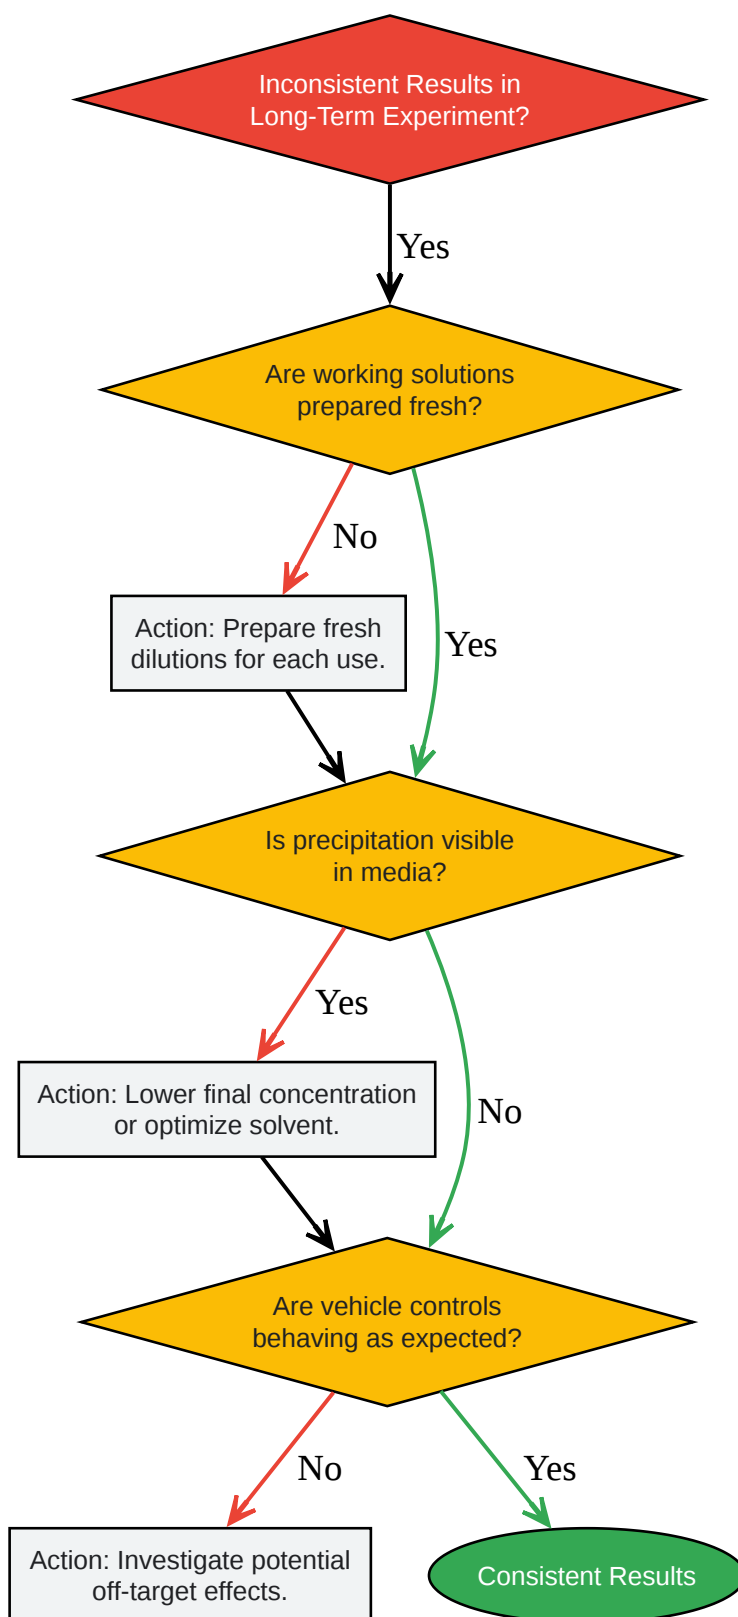 Inconsistent Results in
Long-Term Experiment?
Yes
Are working solutions
prepared fresh?
No
Action: Prepare fresh
dilutions for each use.
Yes
Is precipitation visible
in media?
Yes
Action: Lower final concentration
or optimize solvent.
No
Are vehicle controls
behaving as expected?
No
Yes
Action: Investigate potential
off-target effects.
Consistent Results